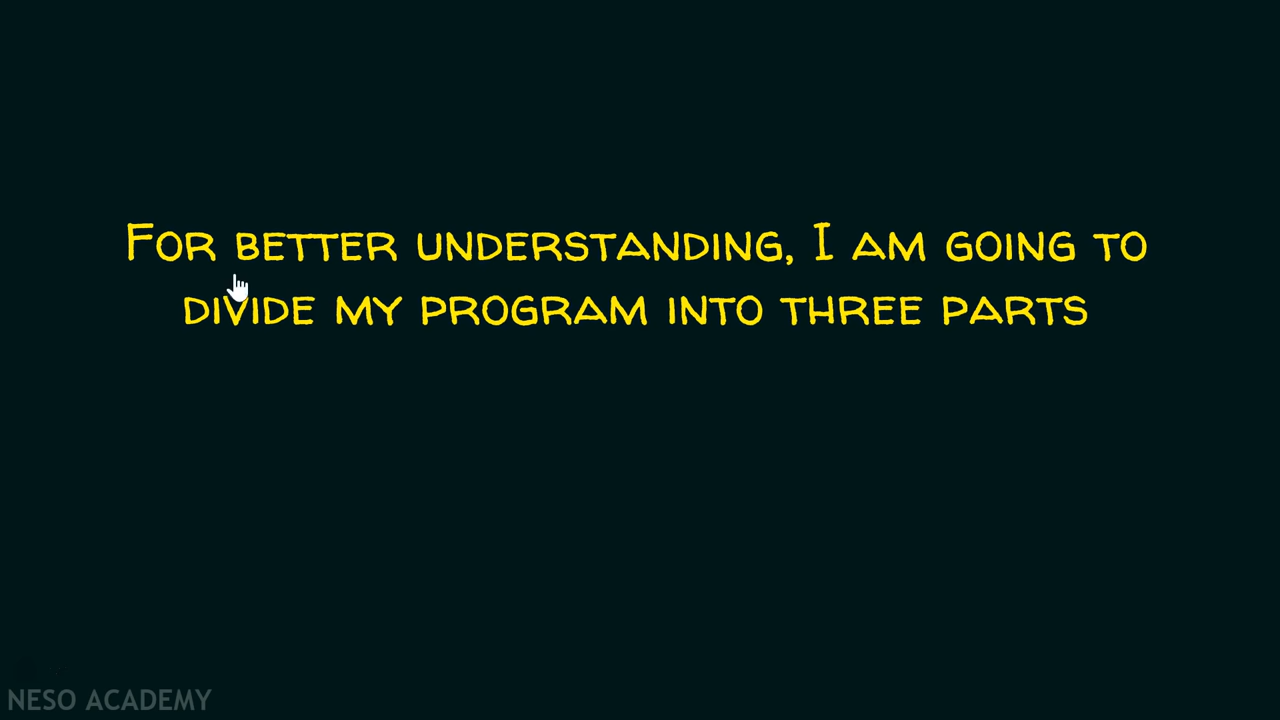 For better understanding, I am going to
divide my program into three parts
NESO ACADEMY